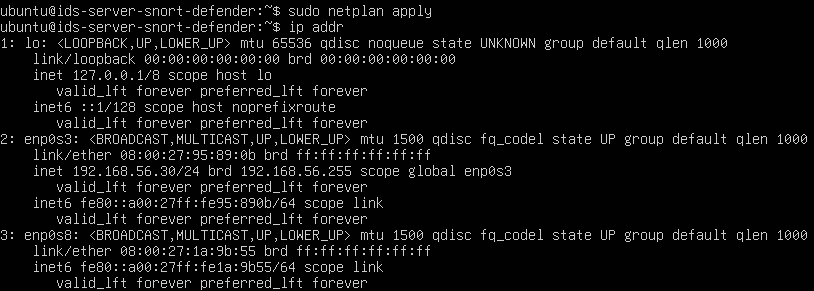 ubuntu@ids-server-snort-defender:~$ sudo netplan apply
ubuntu@ids-server-snort-defender:~$ ip addr
1: lo: <LOOPBACK,UP,LOWER_UP> mtu 65536 qdisc noqueue state UNKNOWN group default qlen 1000
    link/loopback 00:00:00:00:00:00 brd 00:00:00:00:00:00
    inet 127.0.0.1/8 scope host lo
       valid_lft forever preferred_lft forever
    inet6 ::1/128 scope host noprefixroute
       valid_lft forever preferred_lft forever
2: enp0s3: <BROADCAST,MULTICAST,UP,LOWER_UP> mtu 1500 qdisc fq_codel state UP group default qlen 1000
    link/ether 08:00:27:95:89:0b brd ff:ff:ff:ff:ff:ff
    inet 192.168.56.30/24 brd 192.168.56.255 scope global enp0s3
       valid_lft forever preferred_lft forever
    inet6 fe80::a00:27ff:fe95:890b/64 scope link
       valid_lft forever preferred_lft forever
3: enp0s8: <BROADCAST,MULTICAST,UP,LOWER_UP> mtu 1500 qdisc fq_codel state UP group default qlen 1000
    link/ether 08:00:27:1a:9b:55 brd ff:ff:ff:ff:ff:ff
    inet6 fe80::a00:27ff:fe1a:9b55/64 scope link
       valid_lft forever preferred_lft forever